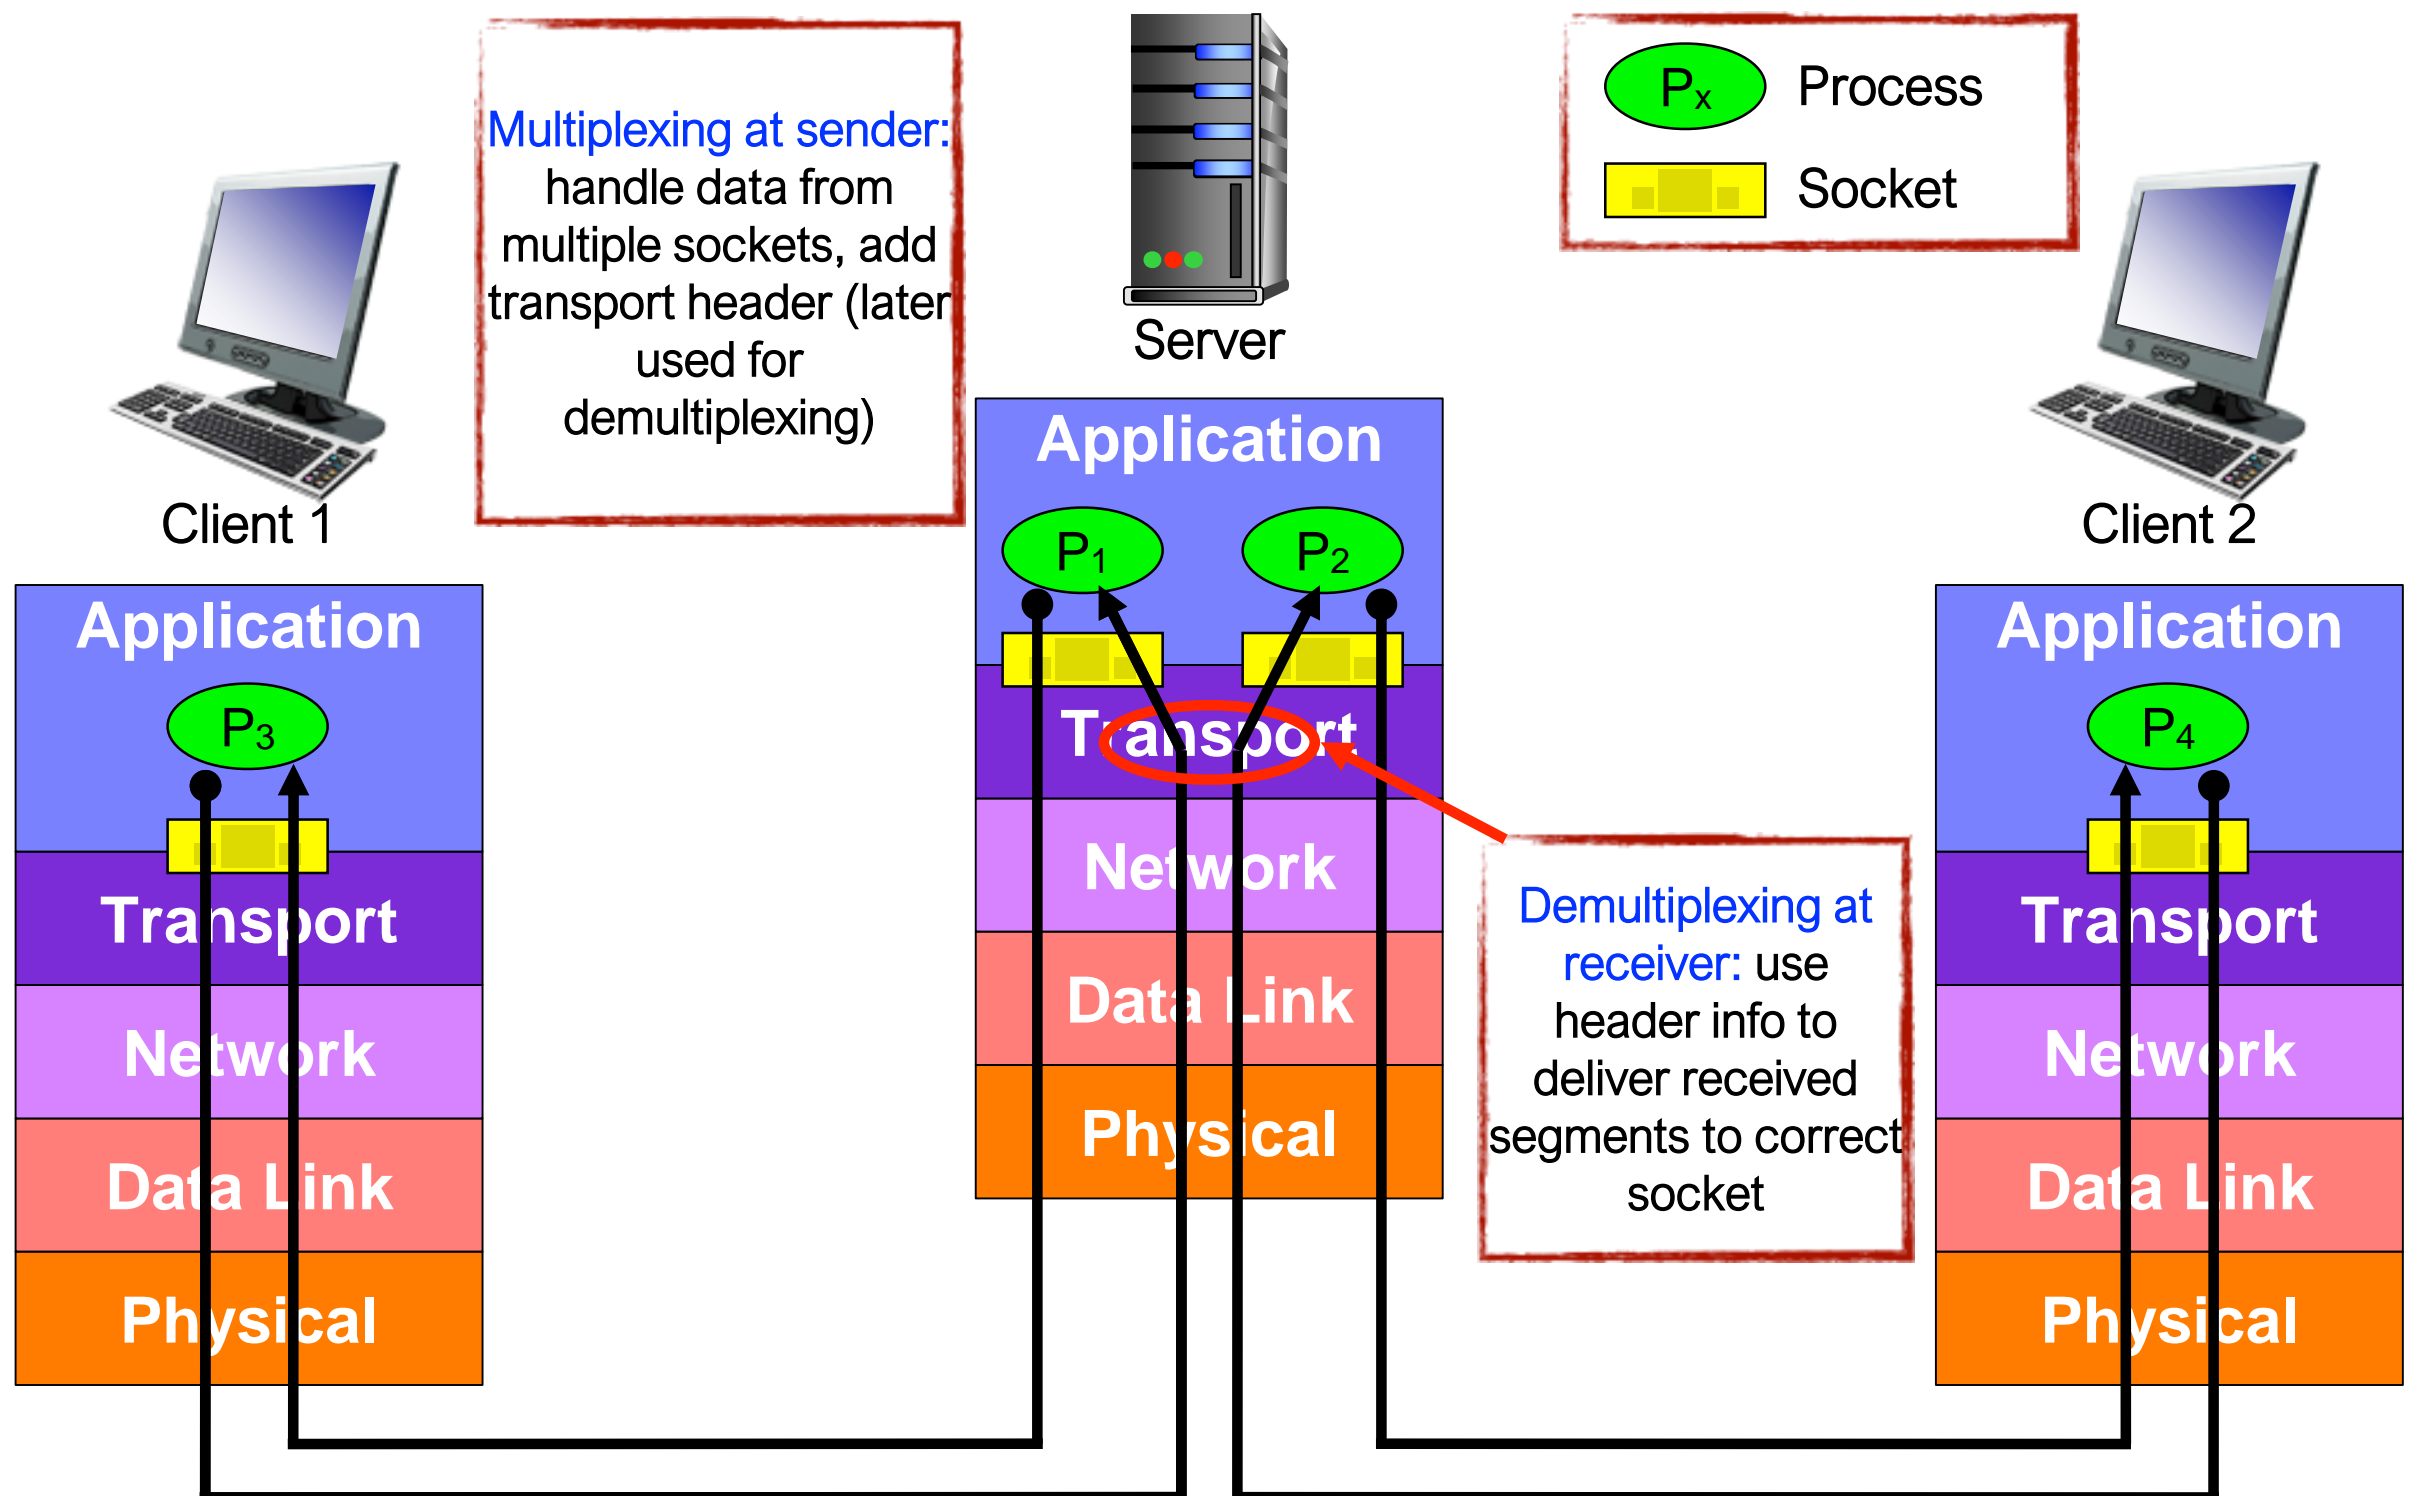 Multiplexing at sender:
handle data from
multiple sockets, add
transport header (later
used for
demultiplexing)
Server
Pₓ Process
Socket
Client 1
Client 2
Application
P₁ P₂
Transport
Network
Data Link
Physical
Application
P₃
Transport
Network
Data Link
Physical
Demultiplexing at
receiver: use
header info to
deliver received
segments to correct
socket
Application
P₄
Transport
Network
Data Link
Physical